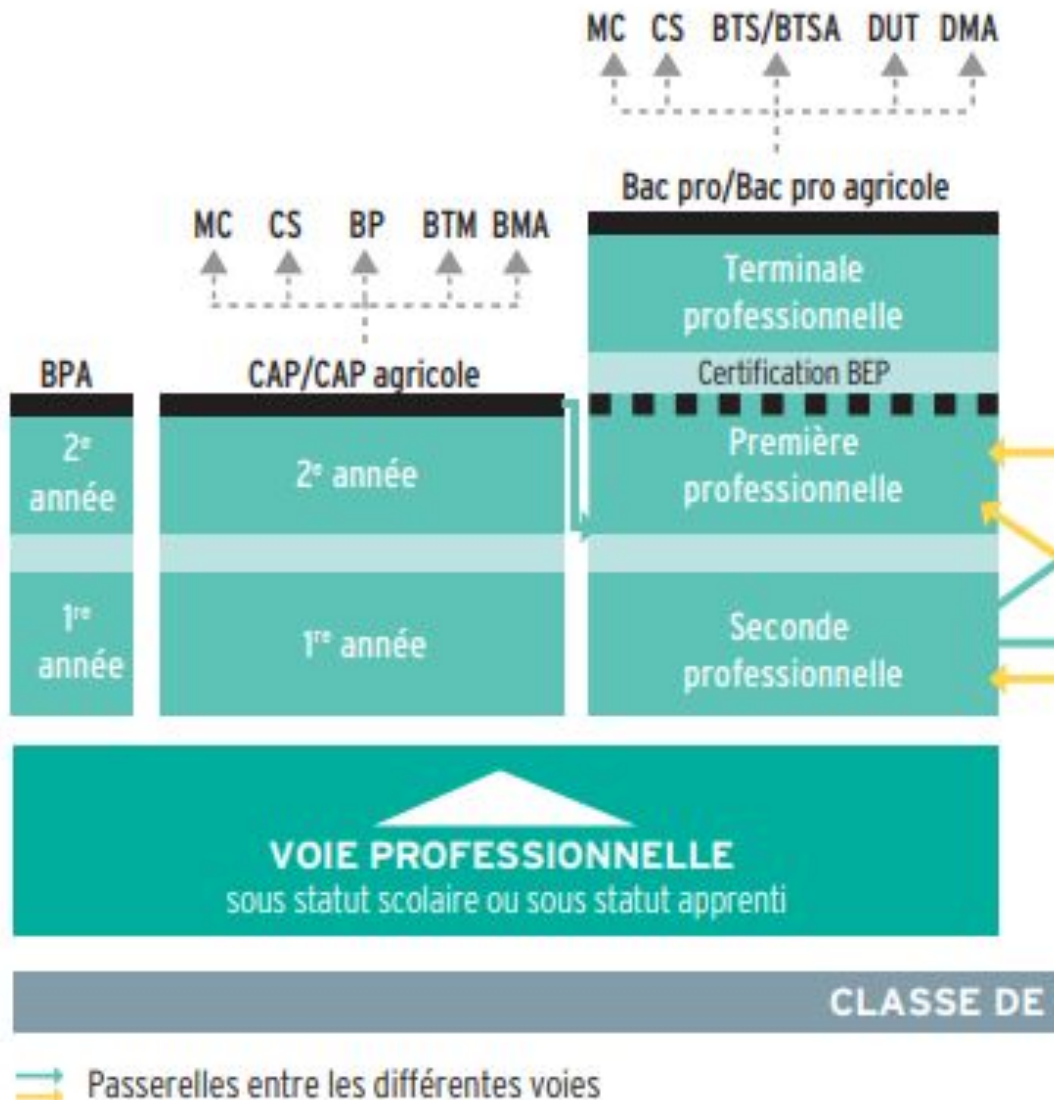 MC CS BTS/BTSA DUT DMA
Bac pro/Bac pro agricole
MC CS BP BTM BMA
Terminale
professionnelle
Certification BEP
BPA
CAP/CAP agricole
2e
année
2e année
Première
professionnelle
1re
année
1re année
Seconde
professionnelle
VOIE PROFESSIONNELLE
sous statut scolaire ou sous statut apprenti
CLASSE DE
Passerelles entre les différentes voies